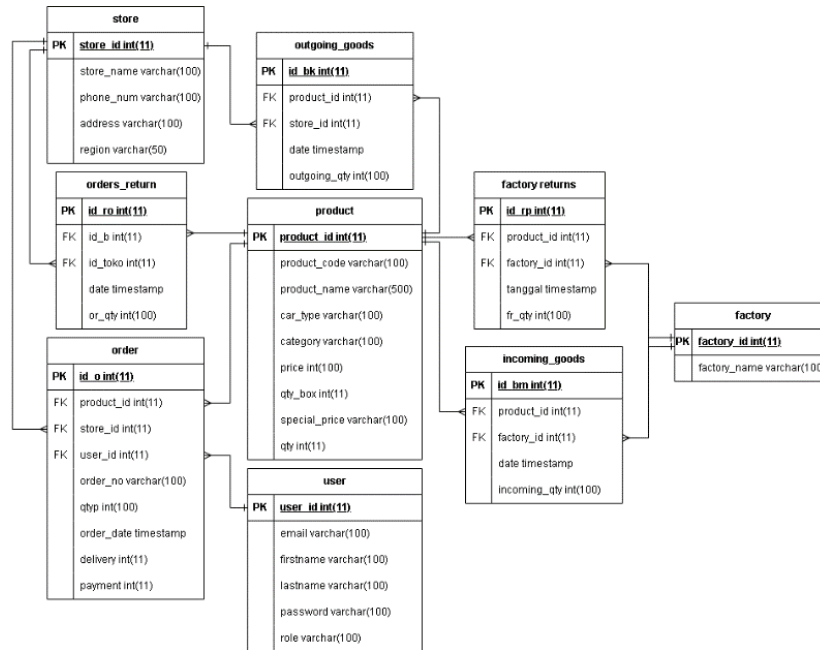 store
PK store_id int(11)
store_name varchar(100)
phone_num varchar(100)
address varchar(100)
region varchar(50)
outgoing_goods
PK id_bk int(11)
FK product_id int(11)
FK store_id int(11)
date timestamp
outgoing_qty int(100)
orders_return
PK id_ro int(11)
FK id_b int(11)
FK id_toko int(11)
date timestamp
or_qty int(100)
product
PK product_id int(11)
product_code varchar(100)
product_name varchar(500)
car_type varchar(100)
category varchar(100)
price int(100)
qty_box int(11)
special_price varchar(100)
qty int(11)
factory returns
PK id_rp int(11)
FK product_id int(11)
FK factory_id int(11)
tanggal timestamp
fr_qty int(100)
factory
PK factory_id int(11)
factory_name varchar(100
order
PK id_o int(11)
FK product_id int(11)
FK store_id int(11)
FK user_id int(11)
order_no varchar(100)
qtyp int(100)
order_date timestamp
delivery int(11)
payment int(11)
incoming_goods
PK id_bm int(11)
FK product_id int(11)
FK factory_id int(11)
date timestamp
incoming_qty int(100)
user
PK user_id int(11)
email varchar(100)
firstname varchar(100)
lastname varchar(100)
password varchar(100)
role varchar(100)